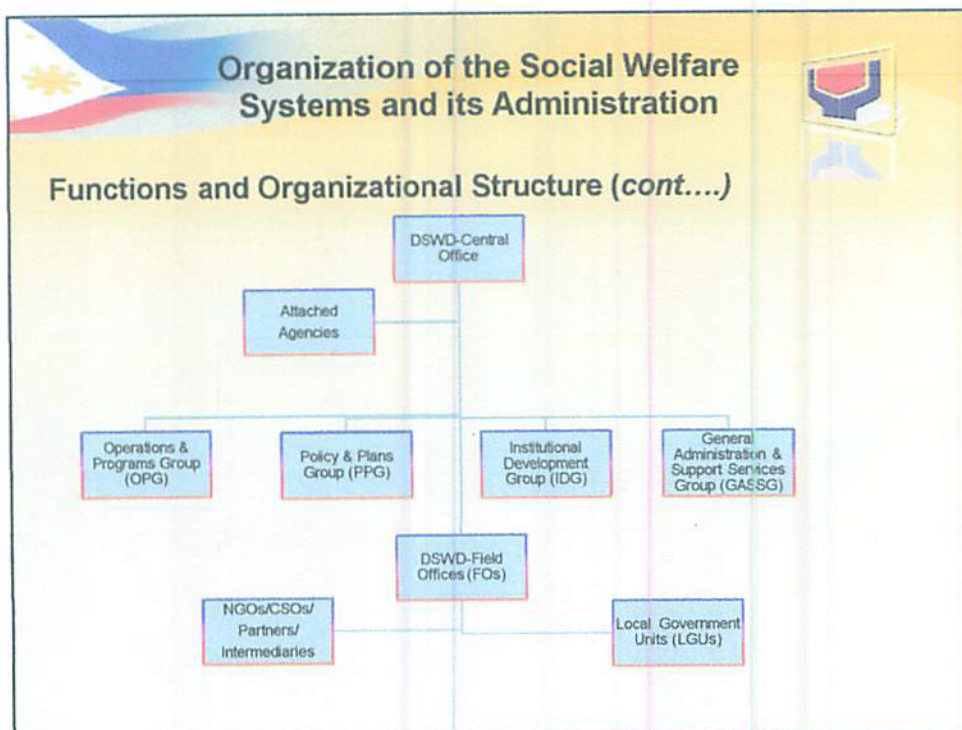 Organization of the Social Welfare
Systems and its Administration
Functions and Organizational Structure (cont....)
DSWD-Central
Office
Attached
Agencies
Operations &
Programs Group
(OPG)
Policy & Plans
Group (PPG)
Institutional
Development
Group (IDG)
General
Administration &
Support Services
Group (GASSG)
DSWD-Field
Offices (FOs)
NGOs/CSOs/
Partners/
Intermediaries
Local Government
Units (LGUs)